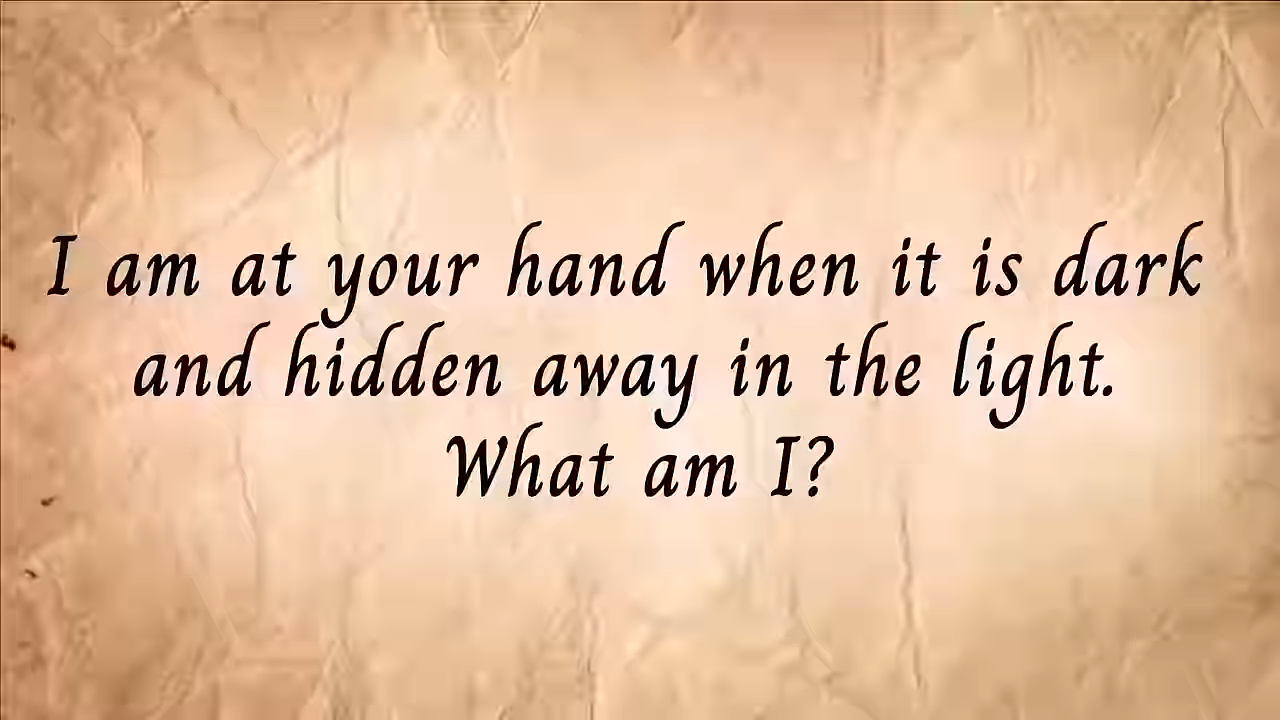 I am at your hand when it is dark
and hidden away in the light.
What am I?